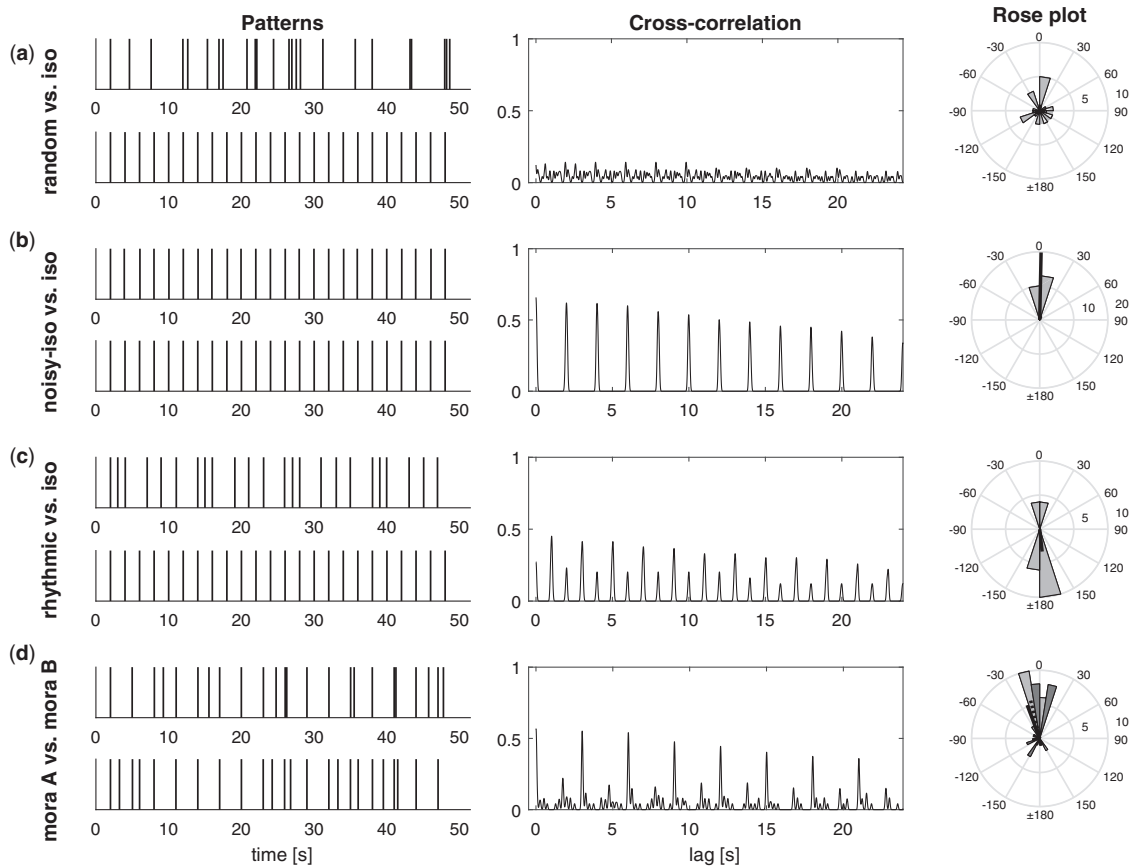 Patterns
Cross-correlation
Rose plot
(a)
random vs. iso
0 10 20 30 40 50
0 10 20 30 40 50
1
0.5
0
0 5 10 15 20
0
-30 30
-60 60
5 10
-90 90
-120 120
-150 150
±180
(b)
noisy-iso vs. iso
0 10 20 30 40 50
0 10 20 30 40 50
1
0.5
0
0 5 10 15 20
0
-30 30
-60 60
10 20
-90 90
-120 120
-150 150
±180
(c)
rhythmic vs. iso
0 10 20 30 40 50
0 10 20 30 40 50
1
0.5
0
0 5 10 15 20
0
-30 30
-60 60
5 10
-90 90
-120 120
-150 150
±180
(d)
mora A vs. mora B
0 10 20 30 40 50
0 10 20 30 40 50
time [s]
1
0.5
0
0 5 10 15 20
lag [s]
0
-30 30
-60 60
5 10
-90 90
-120 120
-150 150
±180